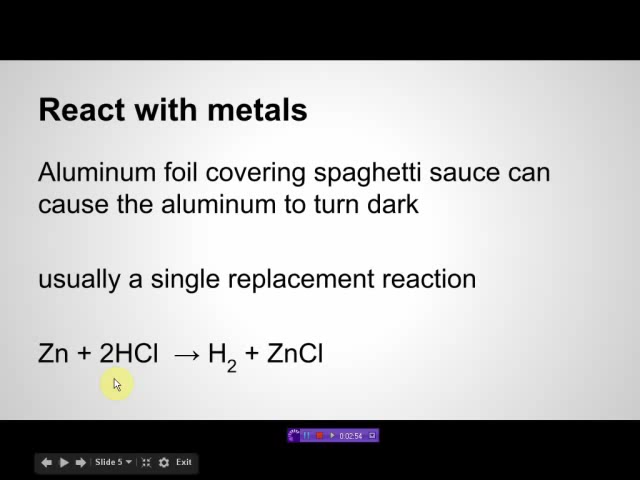 React with metals
Aluminum foil covering spaghetti sauce can
cause the aluminum to turn dark
usually a single replacement reaction
Zn + 2HCl → H₂ + ZnCl
0:02:54
Slide 5
Exit